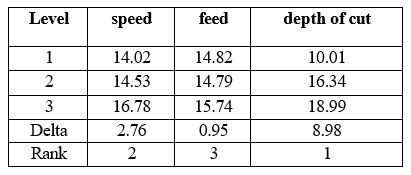 Level speed feed depth of cut
1 14.02 14.82 10.01
2 14.53 14.79 16.34
3 16.78 15.74 18.99
Delta 2.76 0.95 8.98
Rank 2 3 1